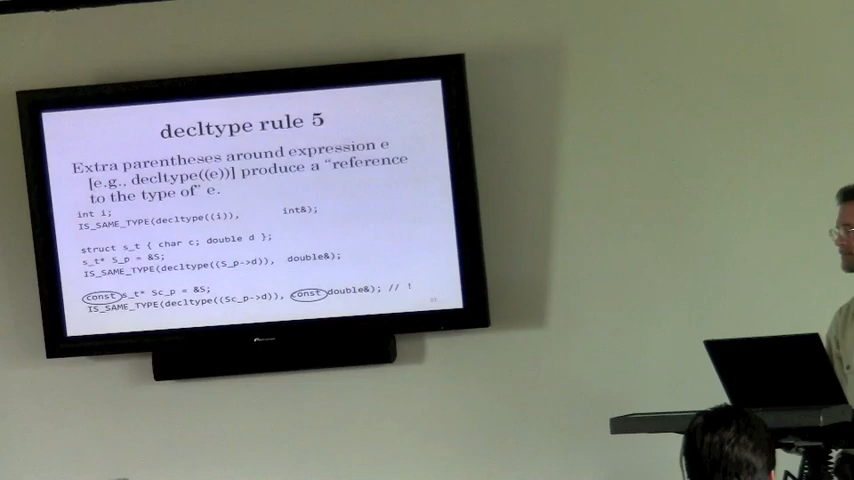 decltype rule 5
Extra parentheses around expression e
[e.g., decltype((e))] produce a “reference
to the type of” e.
int i;
IS_SAME_TYPE(decltype((i)), int&);
struct s_t { char c; double d };
s_t* S_p = &S;
IS_SAME_TYPE(decltype((S_p->d)), double&);
const s_t* Sc_p = &S;
IS_SAME_TYPE(decltype((Sc_p->d)), const double&); // !